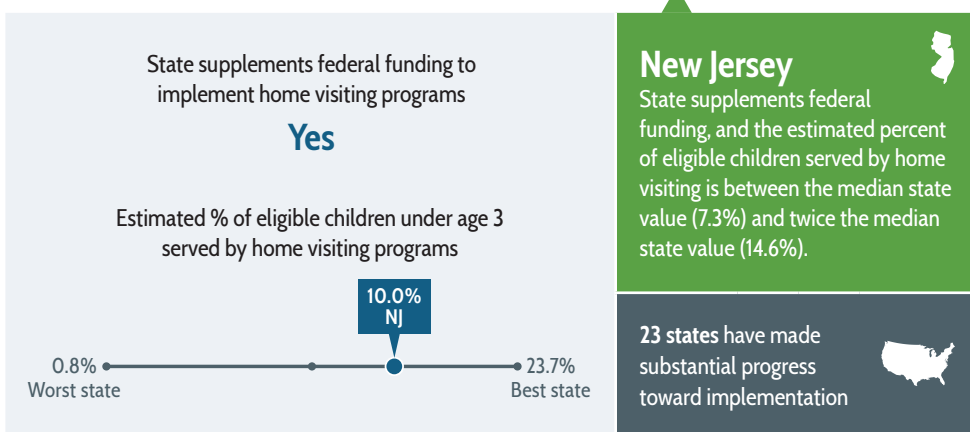 State supplements federal funding to
implement home visiting programs
Yes
Estimated % of eligible children under age 3
served by home visiting programs
10.0%
NJ
0.8%
Worst state
23.7%
Best state
New Jersey
State supplements federal
funding, and the estimated percent
of eligible children served by home
visiting is between the median state
value (7.3%) and twice the median
state value (14.6%).
23 states have made
substantial progress
toward implementation